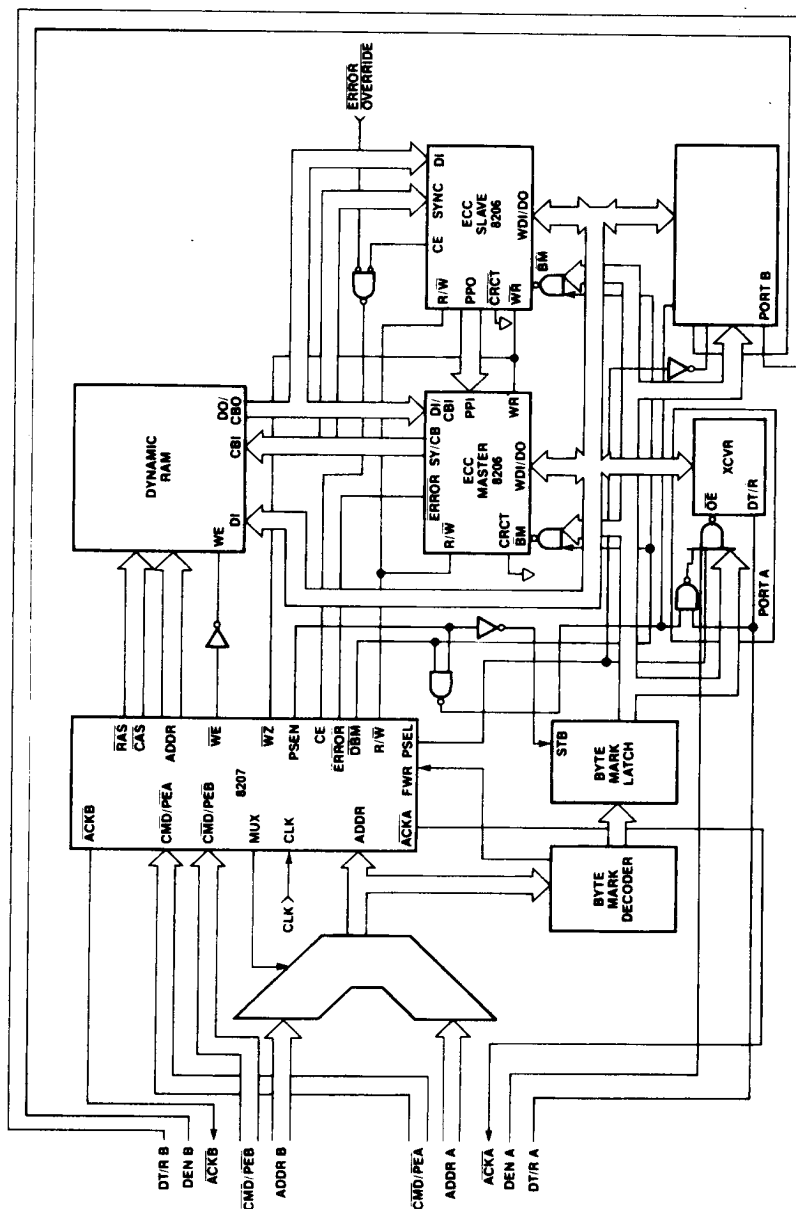 ERROR
OVERRIDE
DYNAMIC
RAM
DO/
CBO
CBI
DI
WE
DI
SYNC
CE
ECC
SLAVE
8206
WDI/DO
R/W
PPO
CRCT
WR
BM
DI/
CBI
PPI
SY/CB
ERROR
ECC
MASTER
8206
WDI/DO
R/W
CRCT
BM
WR
PORT B
XCVR
OE
DT/R
PORT A
RAS
CAS
ADDR
WE
WZ
PSEN
CE
ERROR
DBM
R/W
PSEL
FWR
ACKB
CMD/PEA
CMD/PEB
8207
MUX
CLK
ADDR
ACKA
CLK
STB
BYTE
MARK
LATCH
BYTE
MARK
DECODER
DT/R B
DEN B
ACKB
CMD/PEB
ADDR B
CMD/PEA
ADDR A
ACKA
DEN A
DT/R A